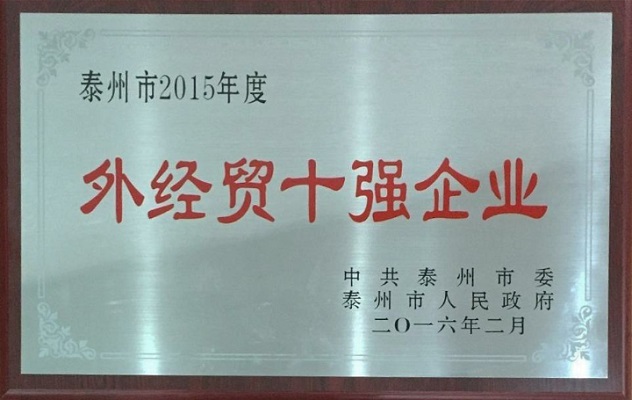 泰州市2015年度
外经贸十强企业
中共泰州市委
泰州市人民政府
二〇一六年二月